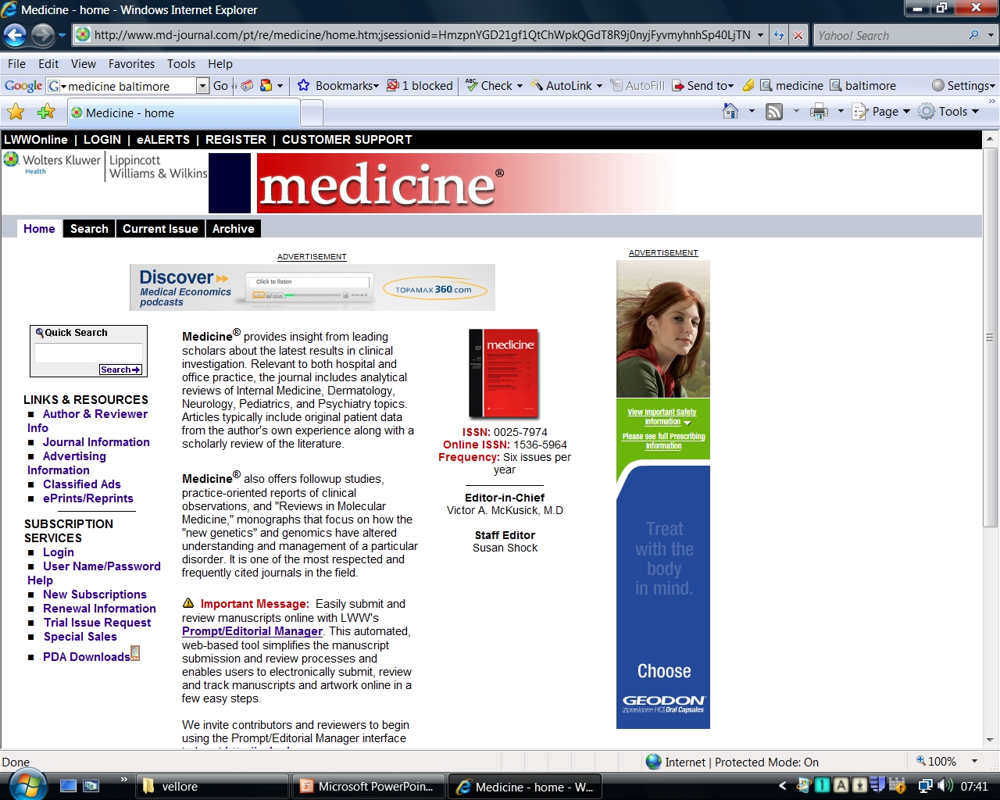 Medicine - home - Windows Internet Explorer
http://www.md-journal.com/pt/re/medicine/home.htm;jsessionid=HmzpnYGD21gf1QtChWpkQGdT8R9j0nyjFyvmyhnhSp40LjTN
Yahoo! Search
File Edit View Favorites Tools Help
Google G medicine baltimore Go Bookmarks 1 blocked Check AutoLink AutoFill Send to medicine baltimore Settings
Medicine - home
Page Tools
LWWOnline | LOGIN | eALERTS | REGISTER | CUSTOMER SUPPORT
Wolters Kluwer
Health
Lippincott
Williams & Wilkins
medicine®
Home Search Current Issue Archive
ADVERTISEMENT
Discover
Medical Economics
podcasts
Click to listen
TOPAMAX 360.com
ADVERTISEMENT
Quick Search
Search
LINKS & RESOURCES
Author & Reviewer
Info
Journal Information
Advertising
Information
Classified Ads
ePrints/Reprints
SUBSCRIPTION
SERVICES
Login
User Name/Password
Help
New Subscriptions
Renewal Information
Trial Issue Request
Special Sales
PDA Downloads
Medicine® provides insight from leading
scholars about the latest results in clinical
investigation. Relevant to both hospital and
office practice, the journal includes analytical
reviews of Internal Medicine, Dermatology,
Neurology, Pediatrics, and Psychiatry topics.
Articles typically include original patient data
from the author's own experience along with a
scholarly review of the literature.
Medicine® also offers followup studies,
practice-oriented reports of clinical
observations, and "Reviews in Molecular
Medicine," monographs that focus on how the
"new genetics" and genomics have altered
understanding and management of a particular
disorder. It is one of the most respected and
frequently cited journals in the field.
Important Message: Easily submit and
review manuscripts online with LWW's
Prompt/Editorial Manager. This automated,
web-based tool simplifies the manuscript
submission and review processes and
enables users to electronically submit, review
and track manuscripts and artwork online in a
few easy steps.
We invite contributors and reviewers to begin
using the Prompt/Editorial Manager interface
medicine®
ISSN: 0025-7974
Online ISSN: 1536-5964
Frequency: Six issues per
year
Editor-in-Chief
Victor A. McKusick, M.D
Staff Editor
Susan Shock
View Important Safety
Information
Please see full Prescribing
Information
Treat
with the
body
in mind.
Choose
GEODON
(ziprasidone HCl) Oral Capsules
Done
Internet | Protected Mode: On
100%
vellore
Microsoft PowerPoin...
Medicine - home - W...
07:41